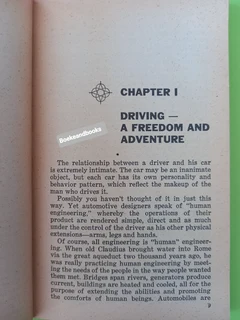 CHAPTER I
Booksandbooks
DRIVING —
A FREEDOM AND
ADVENTURE
The relationship between a driver and his car
is extremely intimate. The car may be an inanimate
object, but each car has its own personality and
behavior pattern, which reflect the makeup of the
man who drives it.
Possibly you haven't thought of it in just this
way. Yet automotive designers speak of "human
engineering," whereby the operations of their
product are rendered simple, direct and as much
under the control of the driver as his other physical
extensions—arms, legs and hands.
Of course, all engineering is "human" engineer-
ing. When old Claudius brought water into Rome
via the great aqueduct two thousand years ago, he
was really practicing human engineering by meet-
ing the needs of the people in the way people wanted
them met. Bridges span rivers, generators produce
current, buildings are heated and cooled, all for the
purpose of extending the abilities and promoting
the comforts of human beings. Automobiles are
9